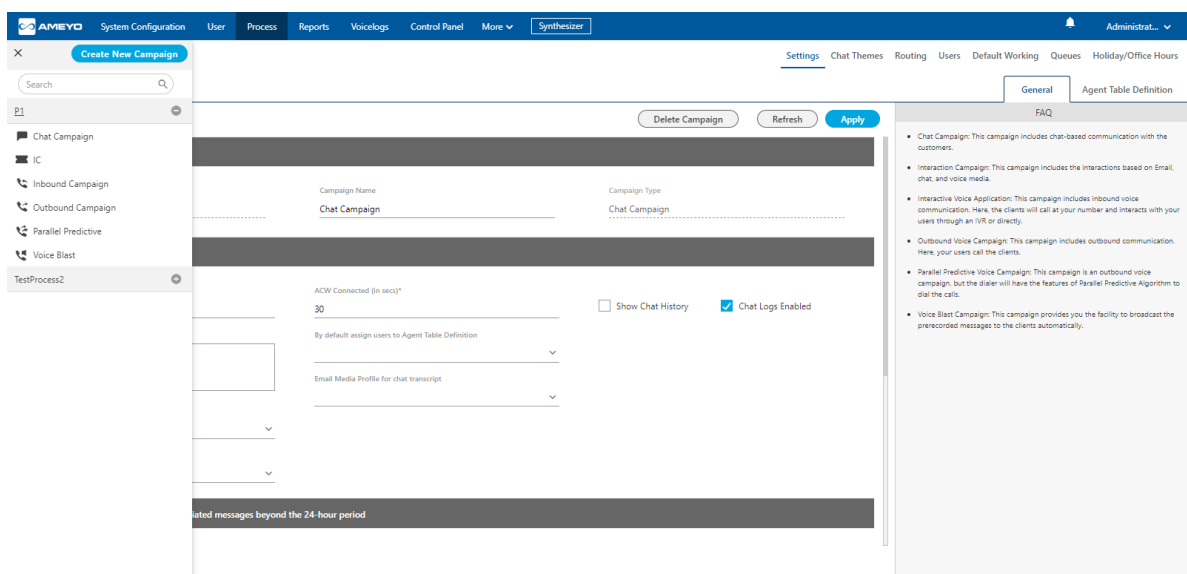 AMEYO System Configuration User Process Reports Voicelogs Control Panel More Synthesizer Administrat...
Create New Campaign
Settings Chat Themes Routing Users Default Working Queues Holiday/Office Hours
Search
General Agent Table Definition
P1
Chat Campaign
IC
Inbound Campaign
Outbound Campaign
Parallel Predictive
Voice Blast
TestProcess2
Delete Campaign Refresh Apply
Campaign Name
Chat Campaign
Campaign Type
Chat Campaign
ACW Connected (in secs)*
30
Show Chat History
Chat Logs Enabled
By default assign users to Agent Table Definition
Email Media Profile for chat transcript
iated messages beyond the 24-hour period
FAQ
• Chat Campaign: This campaign includes chat-based communication with the
customers.
• Interaction Campaign: This campaign includes the interactions based on Email,
chat, and voice media.
• Interactive Voice Application: This campaign includes inbound voice
communication. Here, the clients will call at your number and interacts with your
users through an IVR or directly.
• Outbound Voice Campaign: This campaign includes outbound communication.
Here, your users call the clients.
• Parallel Predictive Voice Campaign: This campaign is an outbound voice
campaign, but the dialer will have the features of Parallel Predictive Algorithm to
dial the calls.
• Voice Blast Campaign: This campaign provides you the facility to broadcast the
prerecorded messages to the clients automatically.